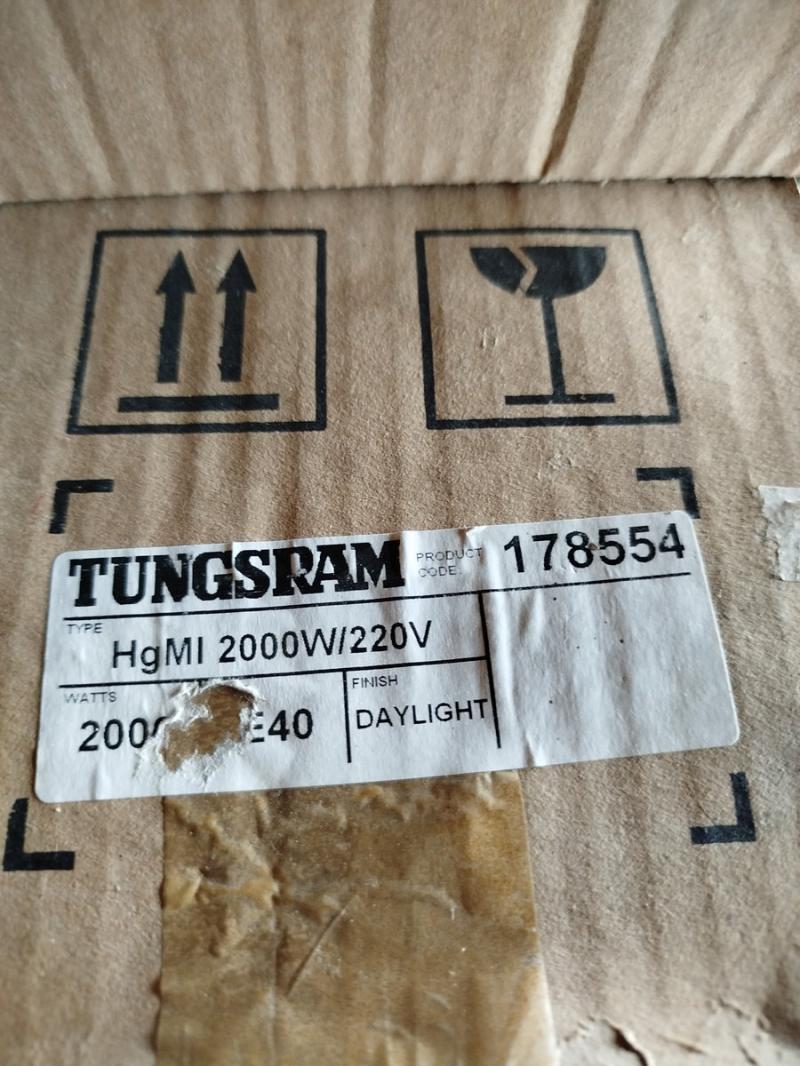 TUNGSRAM
PRODUCT CODE: 178554
TYPE
HgMI 2000W/220V
WATTS
E40
FINISH
DAYLIGHT